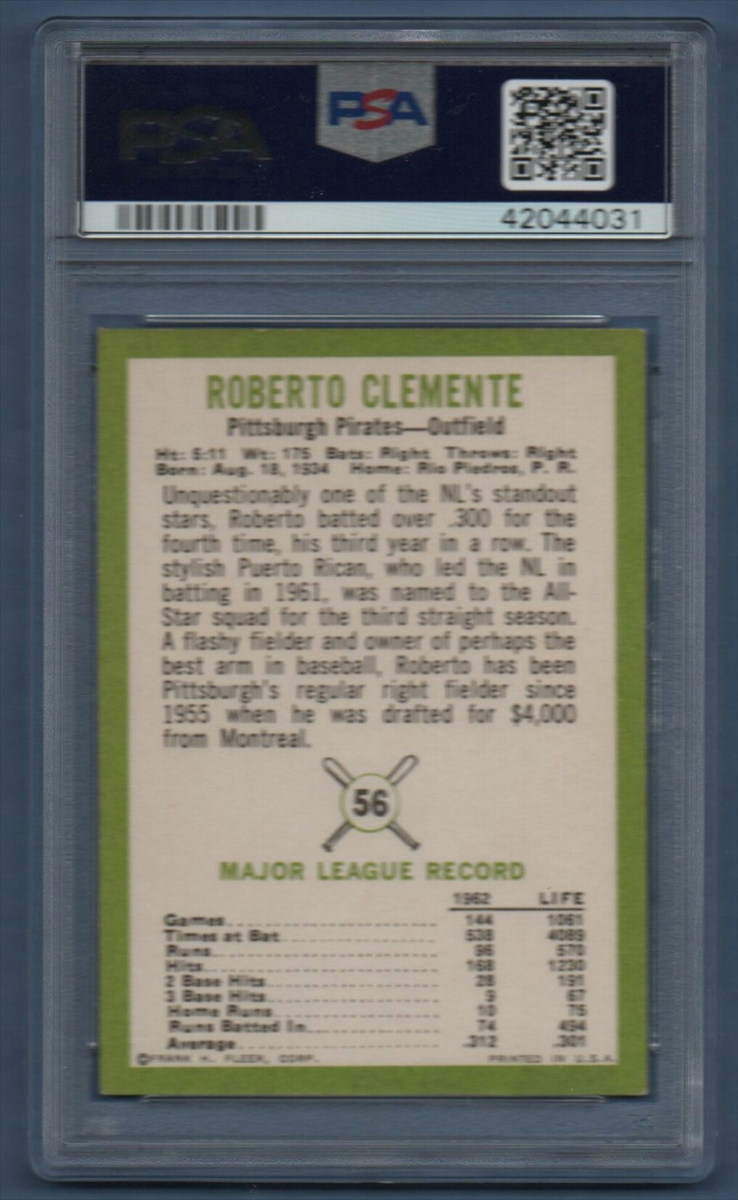 PSA
PSA
42044031
ROBERTO CLEMENTE
Pittsburgh Pirates—Outfield
Ht: 5:11 Wt: 175 Bats: Right Throws: Right
Born: Aug. 18, 1934 Home: Rio Piedras, P. R.
Unquestionably one of the NL's standout
stars, Roberto batted over .300 for the
fourth time, his third year in a row. The
stylish Puerto Rican, who led the NL in
batting in 1961, was named to the All-
Star squad for the third straight season.
A flashy fielder and owner of perhaps the
best arm in baseball, Roberto has been
Pittsburgh's regular right fielder since
1955 when he was drafted for $4,000
from Montreal.
56
MAJOR LEAGUE RECORD
1962 LIFE
Games 144 1061
Times at Bat 538 4089
Runs 96 570
Hits 168 1230
2 Base Hits 28 191
3 Base Hits 9 67
Home Runs 10 75
Runs Batted In 74 494
Average .312 .301
©FRANK H. FLEER, CORP. PRINTED IN U.S.A.